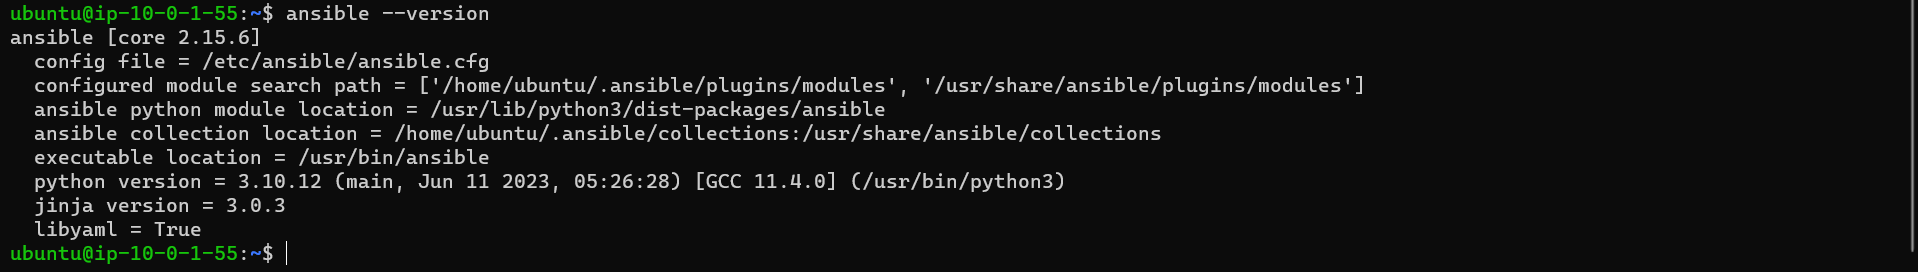 ubuntu@ip-10-0-1-55:~$ ansible --version
ansible [core 2.15.6]
  config file = /etc/ansible/ansible.cfg
  configured module search path = ['/home/ubuntu/.ansible/plugins/modules', '/usr/share/ansible/plugins/modules']
  ansible python module location = /usr/lib/python3/dist-packages/ansible
  ansible collection location = /home/ubuntu/.ansible/collections:/usr/share/ansible/collections
  executable location = /usr/bin/ansible
  python version = 3.10.12 (main, Jun 11 2023, 05:26:28) [GCC 11.4.0] (/usr/bin/python3)
  jinja version = 3.0.3
  libyaml = True
ubuntu@ip-10-0-1-55:~$